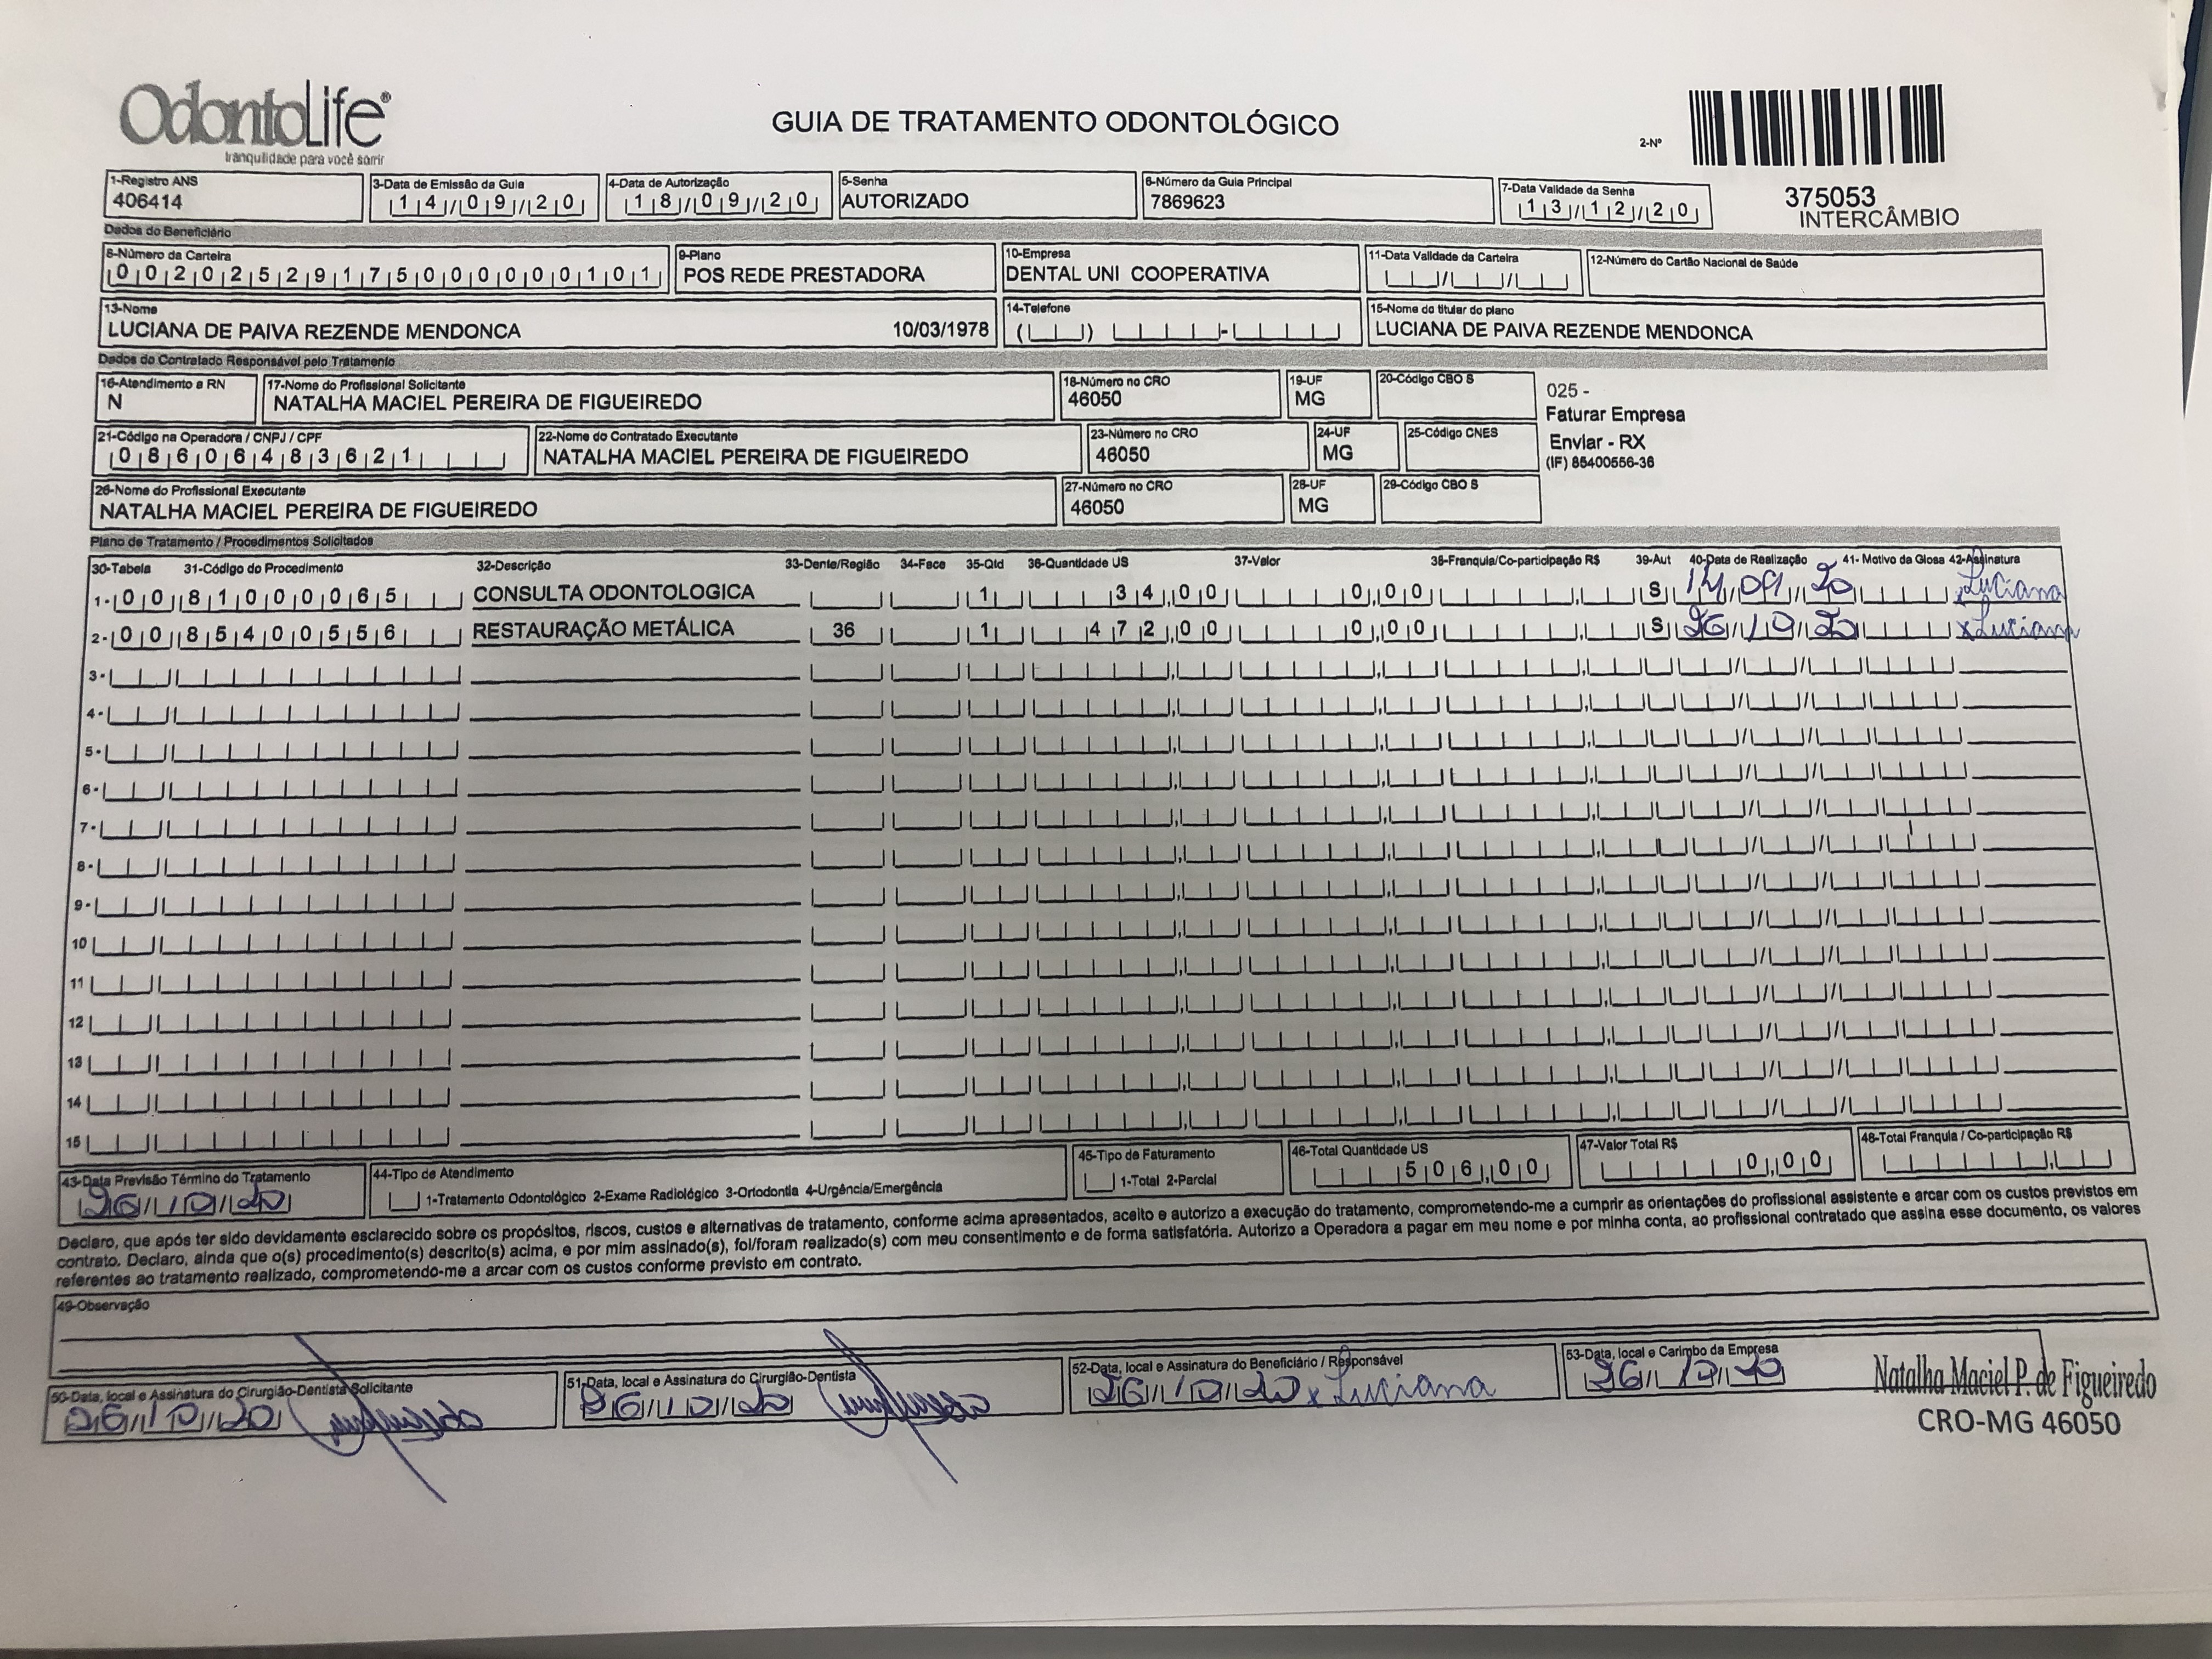 OdontoLife®
tranquilidade para você sorrir
GUIA DE TRATAMENTO ODONTOLÓGICO
2-Nº
375053
INTERCÂMBIO
1-Registro ANS
406414
3-Data de Emissão da Guia
14/09/20
4-Data de Autorização
18/09/20
5-Senha
AUTORIZADO
6-Número da Guia Principal
7869623
7-Data Validade da Senha
13/12/20
Dados do Beneficiário
8-Número da Carteira
00202529175000000101
9-Plano
POS REDE PRESTADORA
10-Empresa
DENTAL UNI COOPERATIVA
11-Data Validade da Carteira
12-Número do Cartão Nacional de Saúde
13-Nome
LUCIANA DE PAIVA REZENDE MENDONCA 10/03/1978
14-Telefone
15-Nome do titular do plano
LUCIANA DE PAIVA REZENDE MENDONCA
Dados do Contratado Responsável pelo Tratamento
16-Atendimento a RN
N
17-Nome do Profissional Solicitante
NATALHA MACIEL PEREIRA DE FIGUEIREDO
18-Número no CRO
46050
19-UF
MG
20-Código CBO S
025 -
Faturar Empresa
Enviar - RX
(IF) 85400556-36
21-Código na Operadora / CNPJ / CPF
08606483621
22-Nome do Contratado Executante
NATALHA MACIEL PEREIRA DE FIGUEIREDO
23-Número no CRO
46050
24-UF
MG
25-Código CNES
26-Nome do Profissional Executante
NATALHA MACIEL PEREIRA DE FIGUEIREDO
27-Número no CRO
46050
28-UF
MG
29-Código CBO S
Plano de Tratamento / Procedimentos Solicitados
30-Tabela 31-Código do Procedimento 32-Descrição 33-Dente/Região 34-Face 35-Qtd 36-Quantidade US 37-Valor 38-Franquia/Co-participação R$ 39-Aut 40-Data de Realização 41- Motivo da Glosa 42-Assinatura
1- 00 81000065 CONSULTA ODONTOLOGICA 1 34,00 0,00 S 14/09/20 Luciana
2- 00 85400556 RESTAURAÇÃO METÁLICA 36 1 472,00 0,00 S 26/10/20 x Luciana
3-
4-
5-
6-
7-
8-
9-
10
11
12
13
14
15
43-Data Previsão Término do Tratamento
26/10/20
44-Tipo de Atendimento
1-Tratamento Odontológico 2-Exame Radiológico 3-Ortodontia 4-Urgência/Emergência
45-Tipo de Faturamento
1-Total 2-Parcial
46-Total Quantidade US
506,00
47-Valor Total R$
0,00
48-Total Franquia / Co-participação R$
Declaro, que após ter sido devidamente esclarecido sobre os propósitos, riscos, custos e alternativas de tratamento, conforme acima apresentados, aceito e autorizo a execução do tratamento, comprometendo-me a cumprir as orientações do profissional assistente e arcar com os custos previstos em
contrato. Declaro, ainda que o(s) procedimento(s) descrito(s) acima, e por mim assinado(s), foi/foram realizado(s) com meu consentimento e de forma satisfatória. Autorizo a Operadora a pagar em meu nome e por minha conta, ao profissional contratado que assina esse documento, os valores
referentes ao tratamento realizado, comprometendo-me a arcar com os custos conforme previsto em contrato.
49-Observação
50-Data, local e Assinatura do Cirurgião-Dentista Solicitante
26/10/20
51-Data, local e Assinatura do Cirurgião-Dentista
26/10/20
52-Data, local e Assinatura do Beneficiário / Responsável
26/10/20 x Luciana
53-Data, local e Carimbo da Empresa
26/10/20
Natalha Maciel P. de Figueiredo
CRO-MG 46050